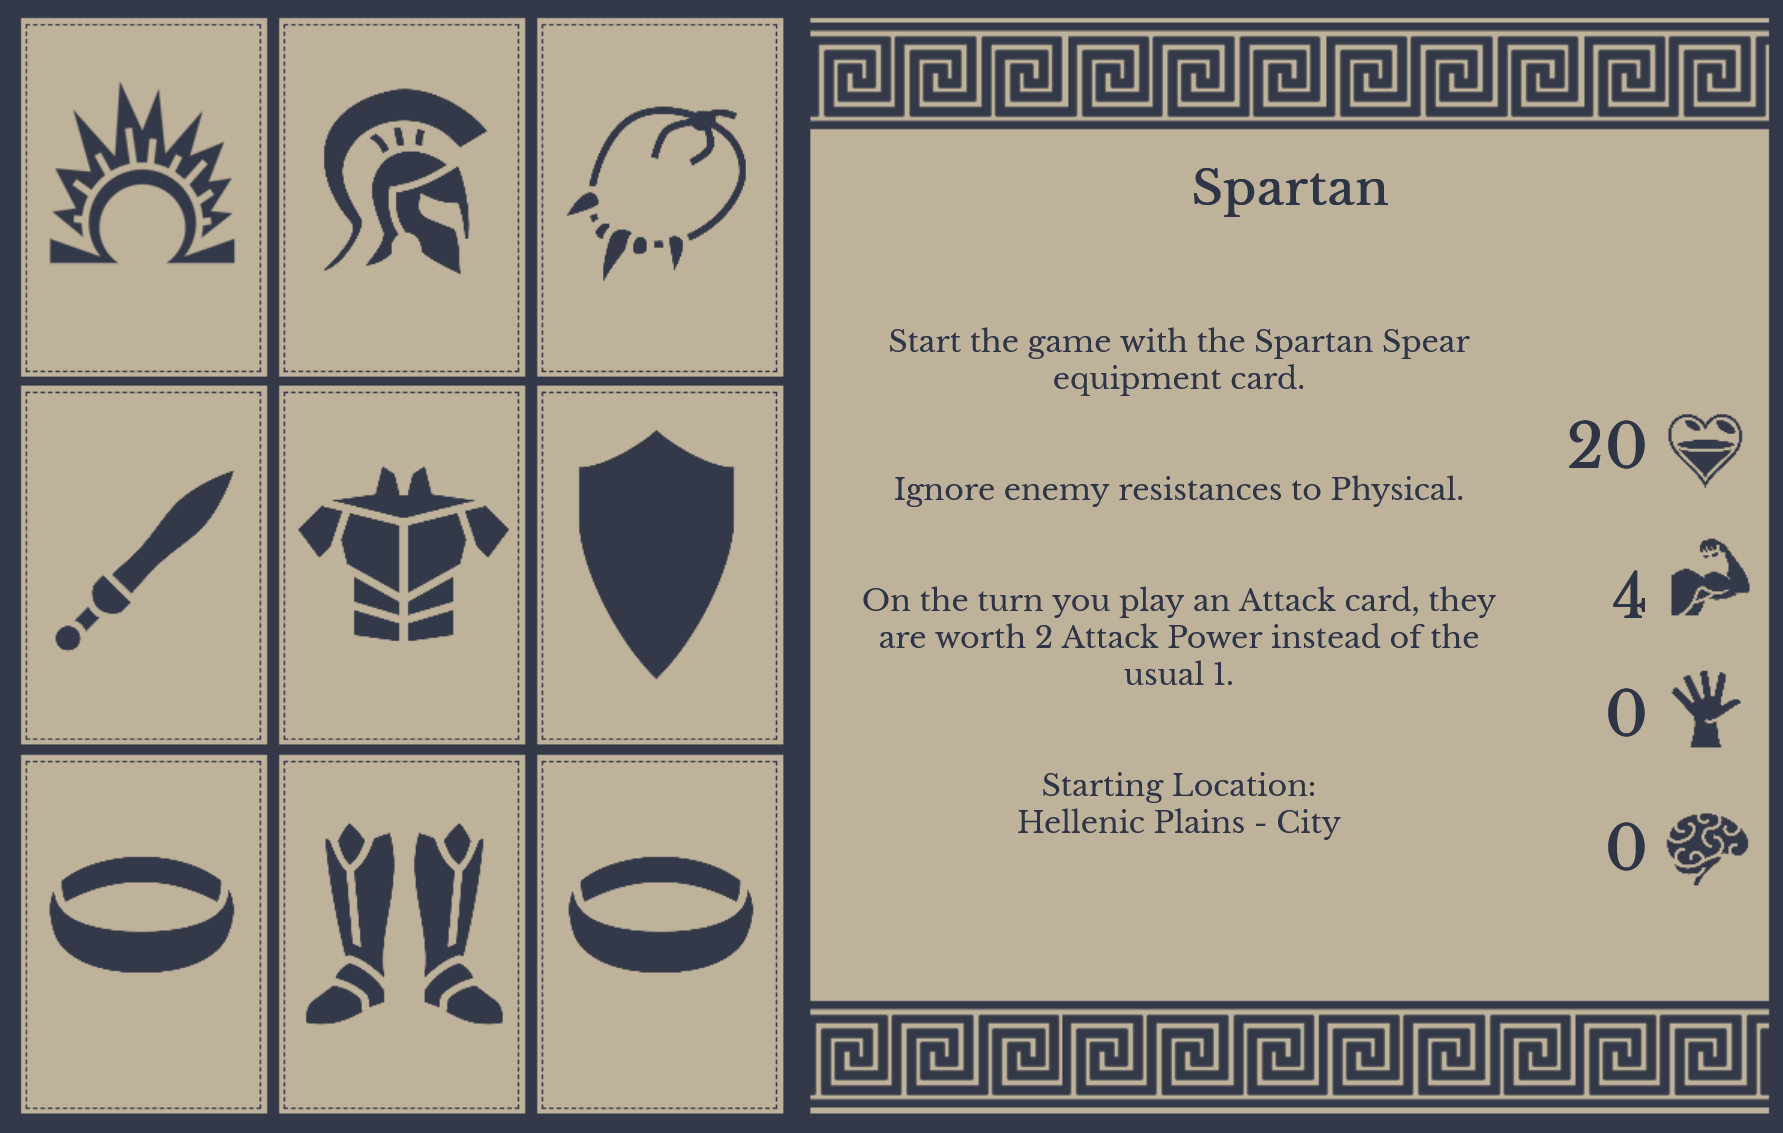 Spartan
Start the game with the Spartan Spear
equipment card.
Ignore enemy resistances to Physical.
On the turn you play an Attack card, they
are worth 2 Attack Power instead of the
usual 1.
Starting Location:
Hellenic Plains - City
20
4
0
0